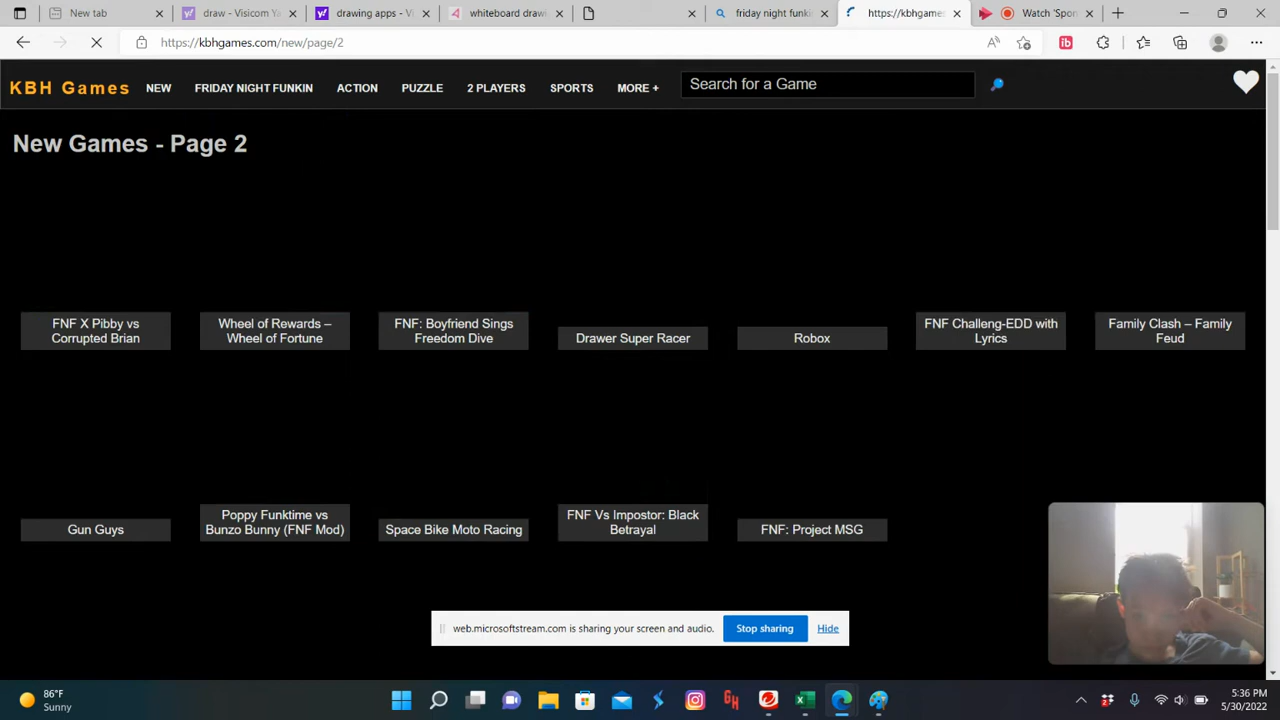 New tab
draw - Visicom Ya
drawing apps - Vi
whiteboard drawi
friday night funki
https://kbhgames
Watch 'Spor
https://kbhgames.com/new/page/2
KBH Games NEW FRIDAY NIGHT FUNKIN ACTION PUZZLE 2 PLAYERS SPORTS MORE + Search for a Game
New Games - Page 2
FNF X Pibby vs
Corrupted Brian
Wheel of Rewards –
Wheel of Fortune
FNF: Boyfriend Sings
Freedom Dive
Drawer Super Racer
Robox
FNF Challeng-EDD with
Lyrics
Family Clash – Family
Feud
Gun Guys
Poppy Funktime vs
Bunzo Bunny (FNF Mod)
Space Bike Moto Racing
FNF Vs Impostor: Black
Betrayal
FNF: Project MSG
web.microsoftstream.com is sharing your screen and audio. Stop sharing Hide
86°F
Sunny
5:36 PM
5/30/2022